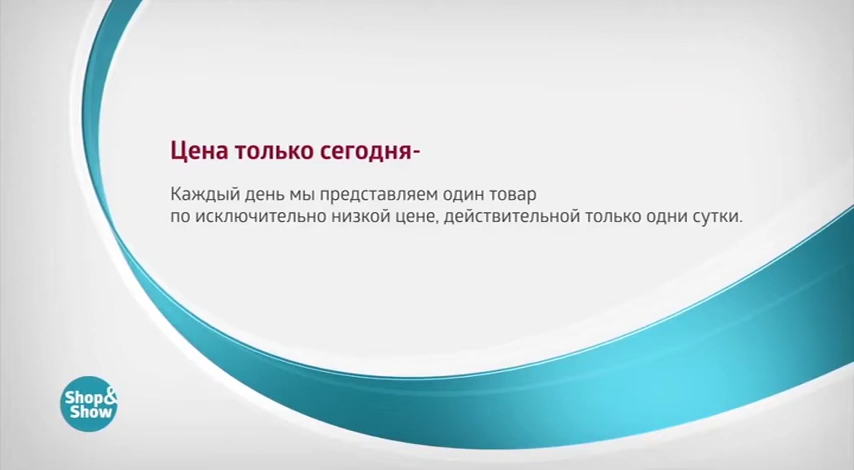 Цена только сегодня-
Каждый день мы представляем один товар
по исключительно низкой цене, действительной только одни сутки.
Shop&
Show